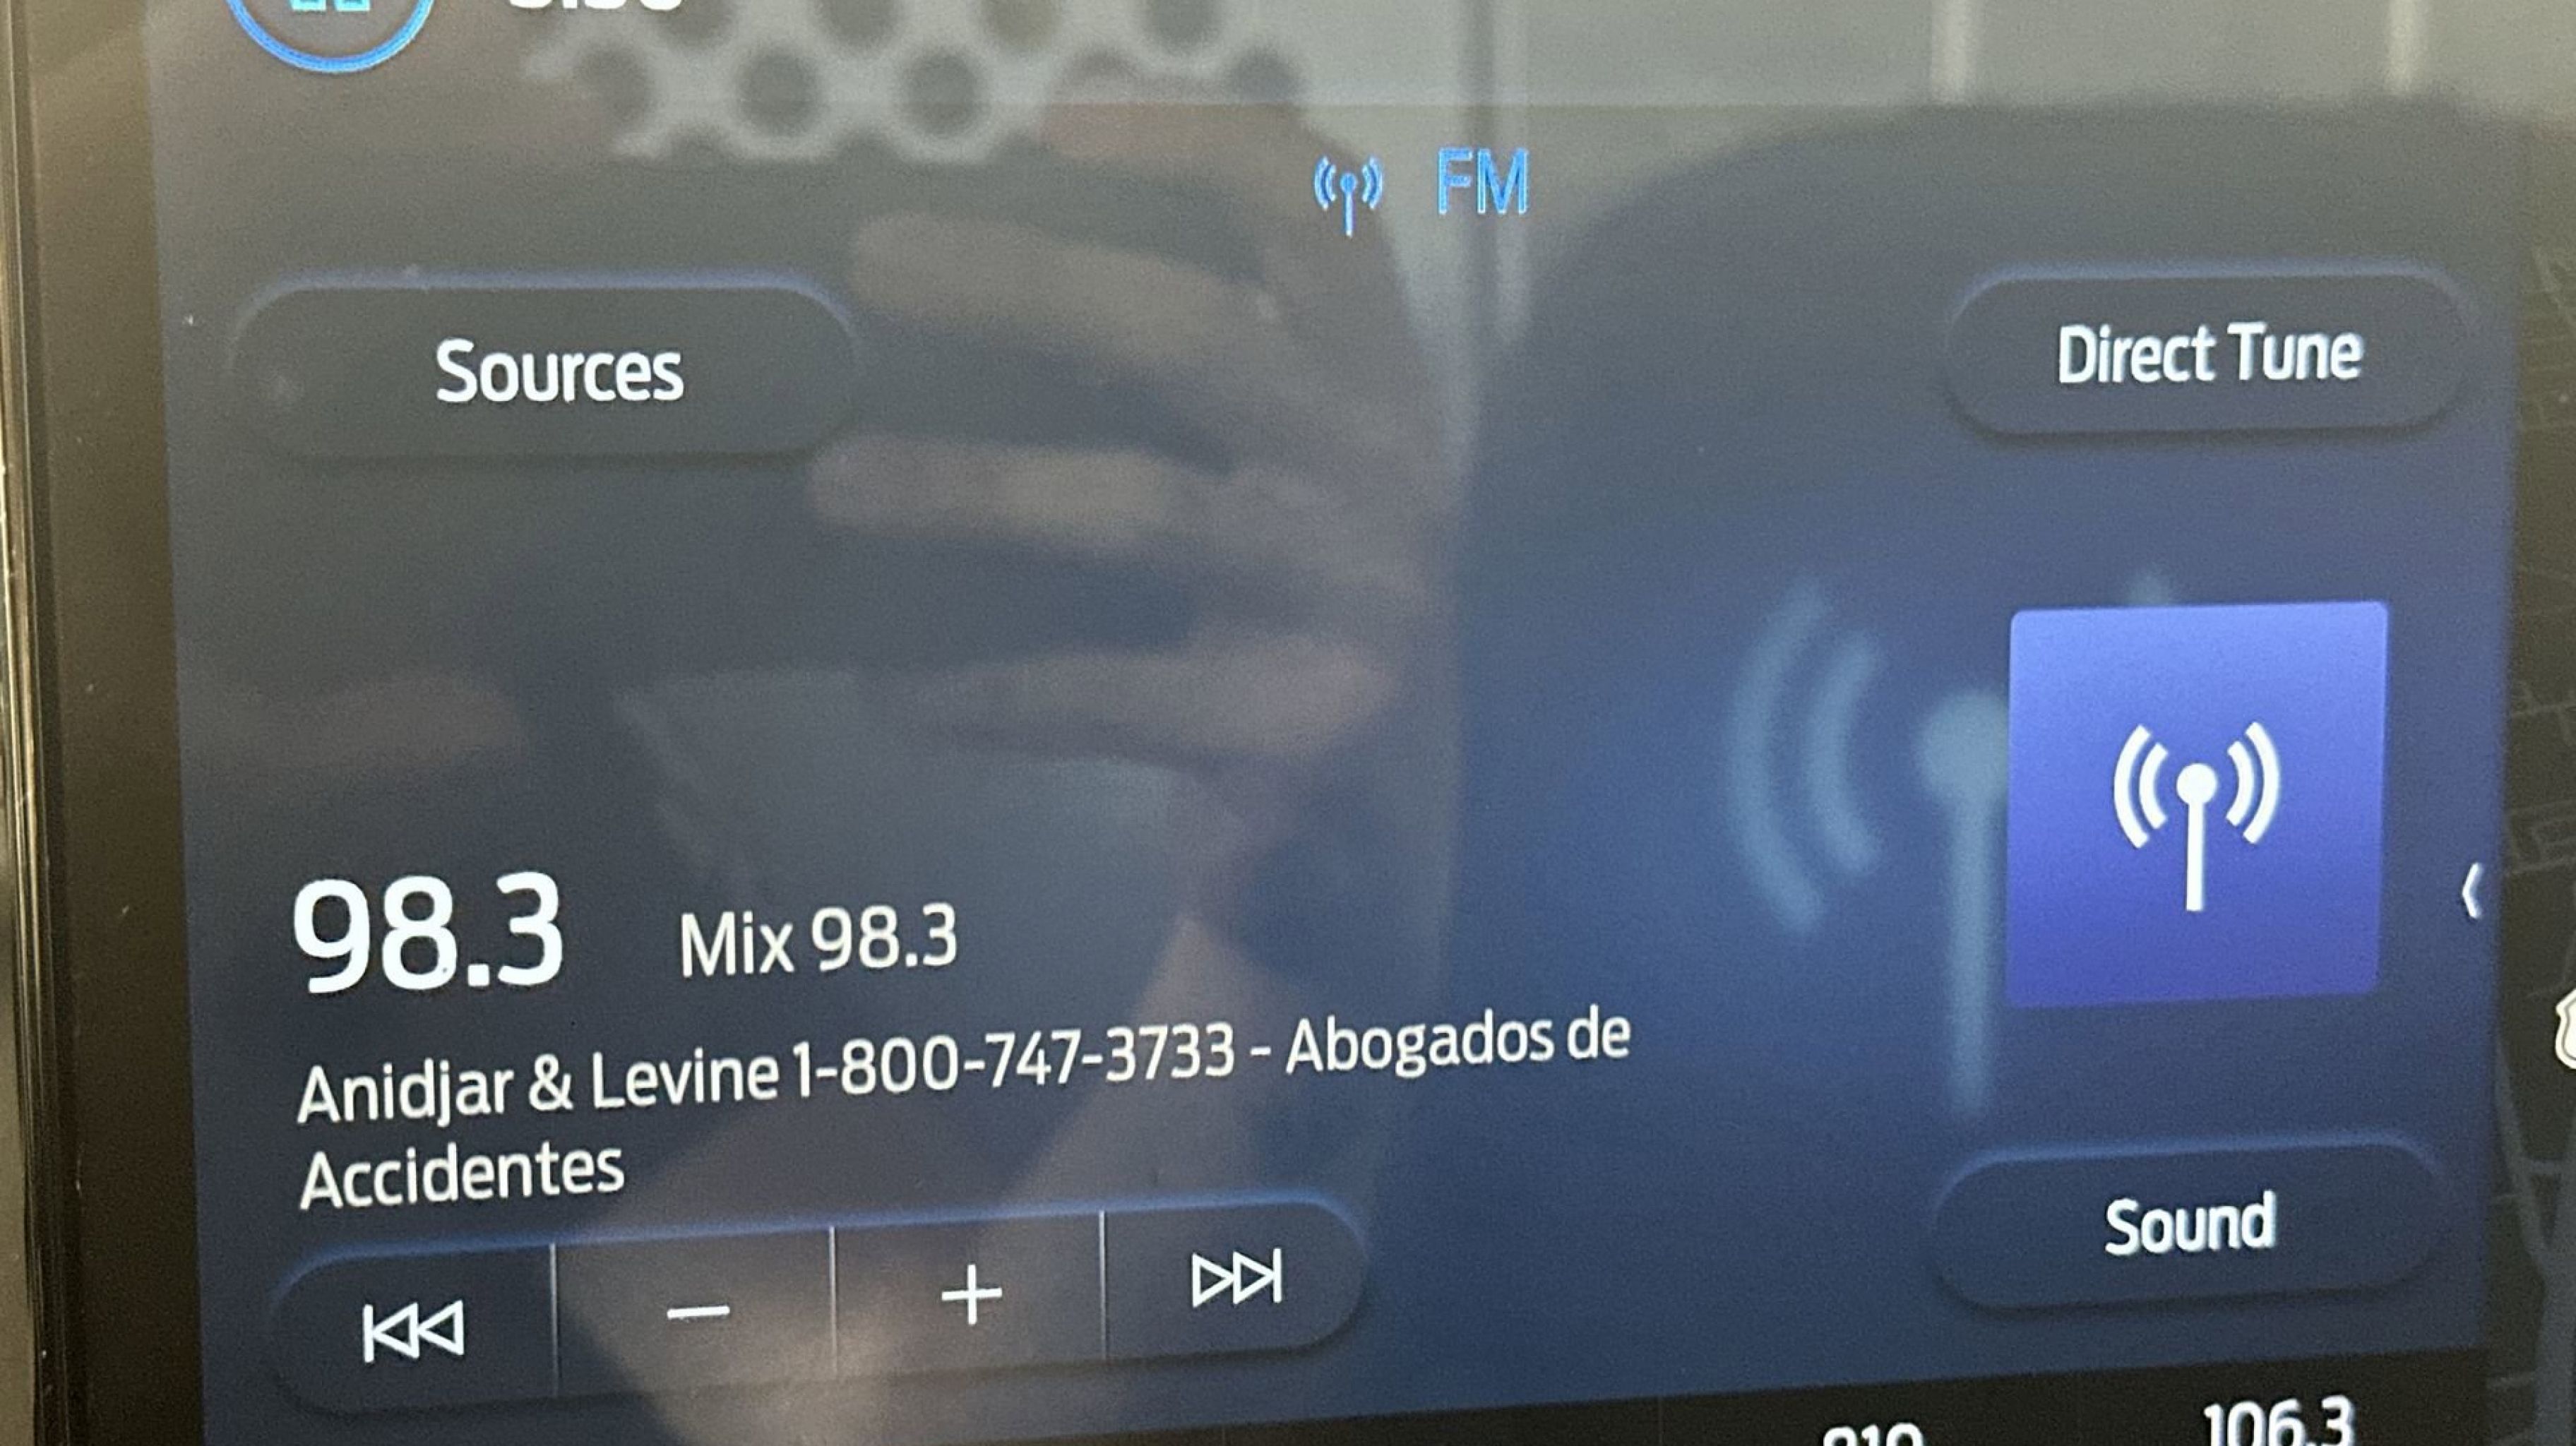 FM
Sources
Direct Tune
98.3
Mix 98.3
Anidjar & Levine 1-800-747-3733 - Abogados de
Accidentes
Sound
106.3